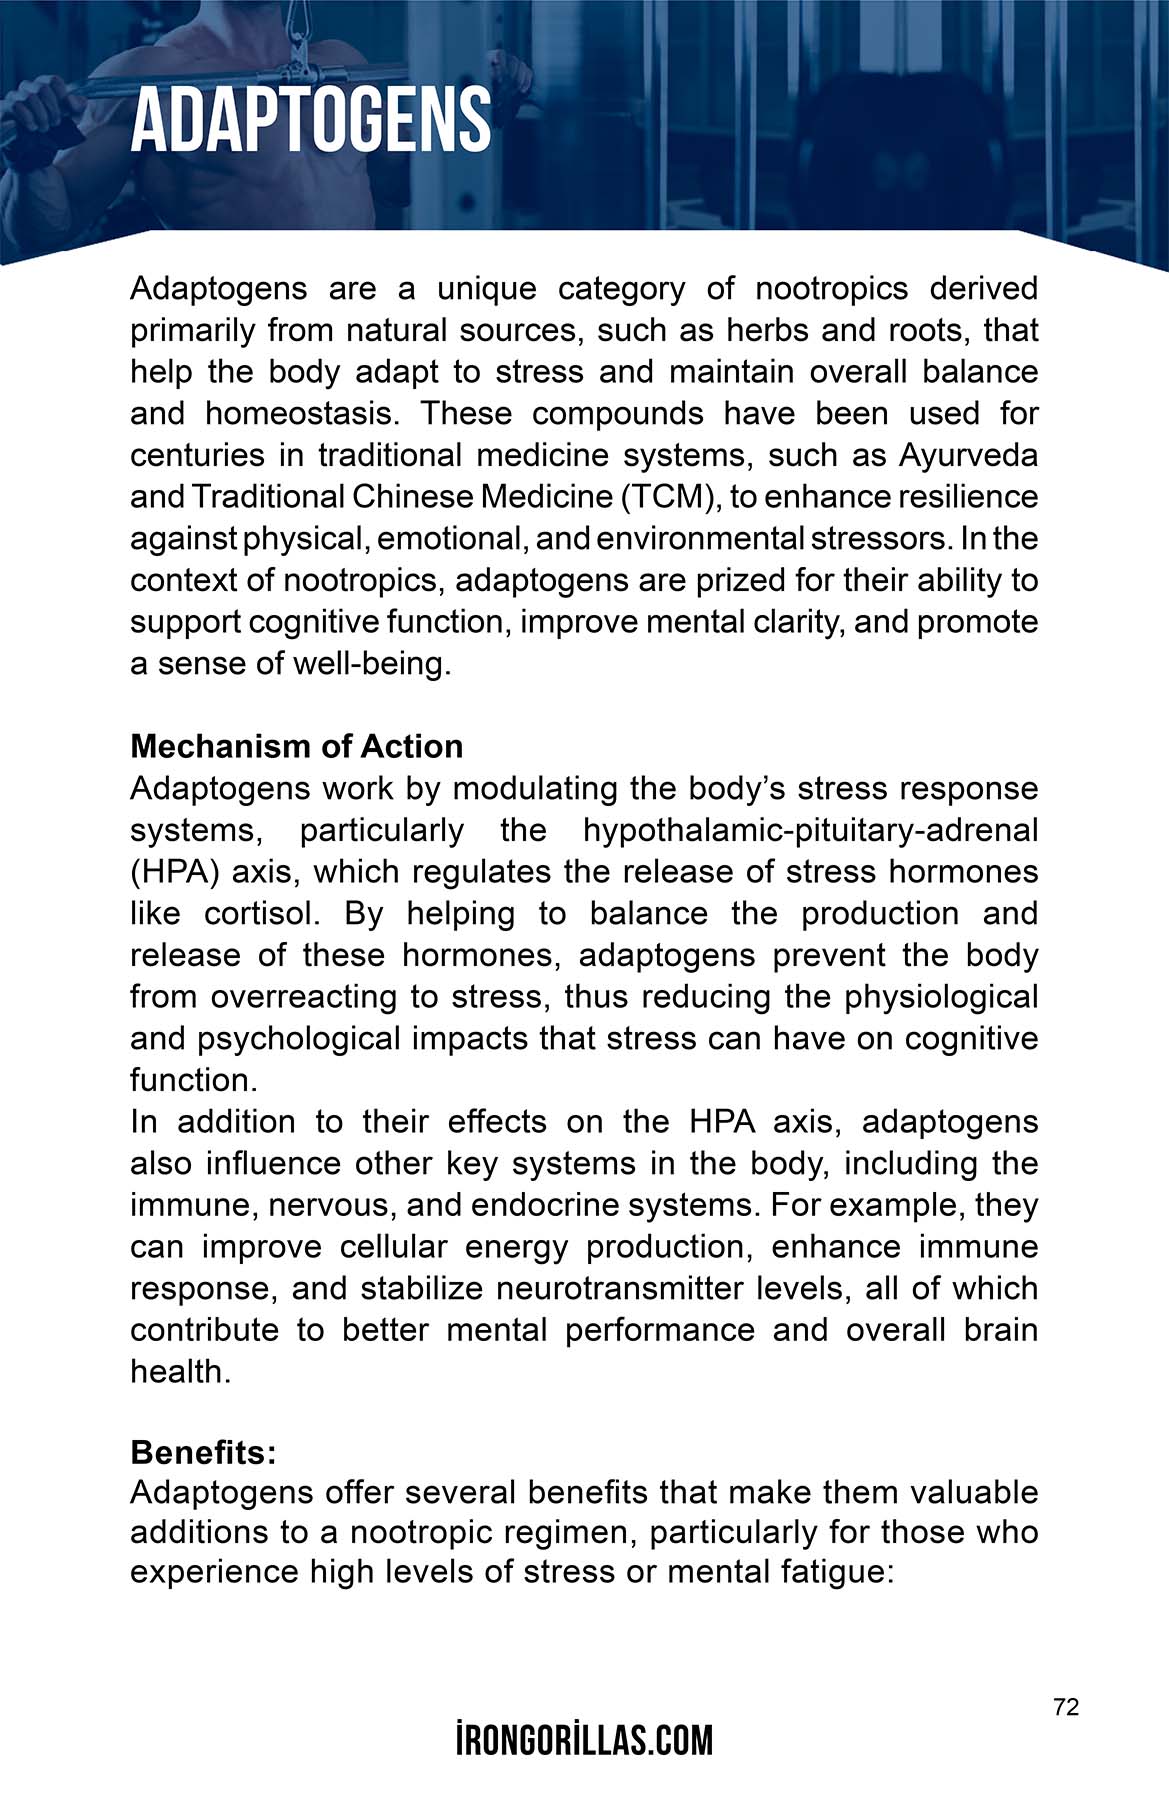 ADAPTOGENS
Adaptogens are a unique category of nootropics derived
primarily from natural sources, such as herbs and roots, that
help the body adapt to stress and maintain overall balance
and homeostasis. These compounds have been used for
centuries in traditional medicine systems, such as Ayurveda
and Traditional Chinese Medicine (TCM), to enhance resilience
against physical, emotional, and environmental stressors. In the
context of nootropics, adaptogens are prized for their ability to
support cognitive function, improve mental clarity, and promote
a sense of well-being.
Mechanism of Action
Adaptogens work by modulating the body’s stress response
systems, particularly the hypothalamic-pituitary-adrenal
(HPA) axis, which regulates the release of stress hormones
like cortisol. By helping to balance the production and
release of these hormones, adaptogens prevent the body
from overreacting to stress, thus reducing the physiological
and psychological impacts that stress can have on cognitive
function.
In addition to their effects on the HPA axis, adaptogens
also influence other key systems in the body, including the
immune, nervous, and endocrine systems. For example, they
can improve cellular energy production, enhance immune
response, and stabilize neurotransmitter levels, all of which
contribute to better mental performance and overall brain
health.
Benefits:
Adaptogens offer several benefits that make them valuable
additions to a nootropic regimen, particularly for those who
experience high levels of stress or mental fatigue:
72
İRONGORİLLAS.COM